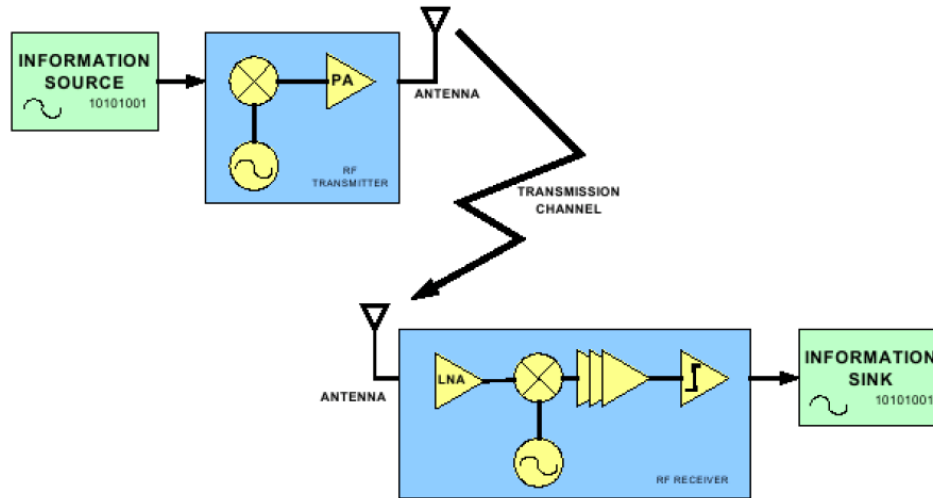 INFORMATION
SOURCE
10101001
PA
ANTENNA
RF
TRANSMITTER
TRANSMISSION
CHANNEL
ANTENNA
LNA
RF RECEIVER
INFORMATION
SINK
10101001